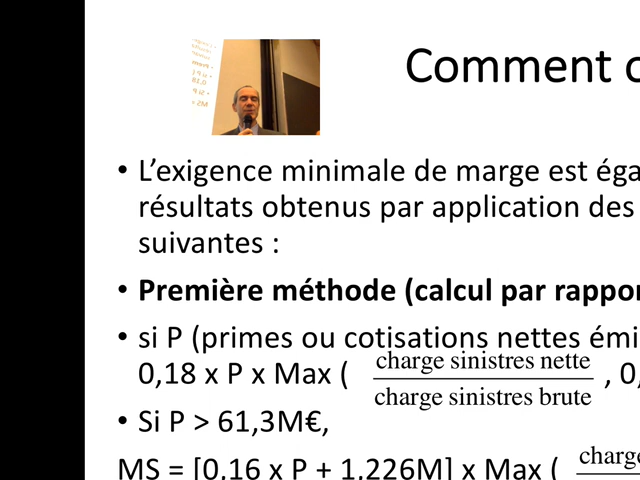 Comment c
• L’exigence minimale de marge est éga
résultats obtenus par application des
suivantes :
• Première méthode (calcul par rappor
• si P (primes ou cotisations nettes émi
0,18 x P x Max ( charge sinistres nette / charge sinistres brute , 0,
• Si P > 61,3M€,
MS = [0,16 x P + 1,226M] x Max ( charge